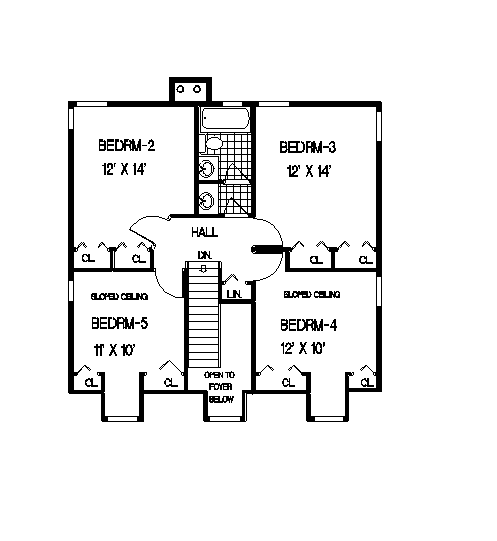 BEDRM-2
12' X 14'
BEDRM-3
12' X 14'
HALL
DN.
CL
CL
CL
CL
LIN.
SLOPED CEILING
BEDRM-5
11' X 10'
SLOPED CEILING
BEDRM-4
12' X 10'
CL
CL
OPEN TO
FOYER
BELOW
CL
CL